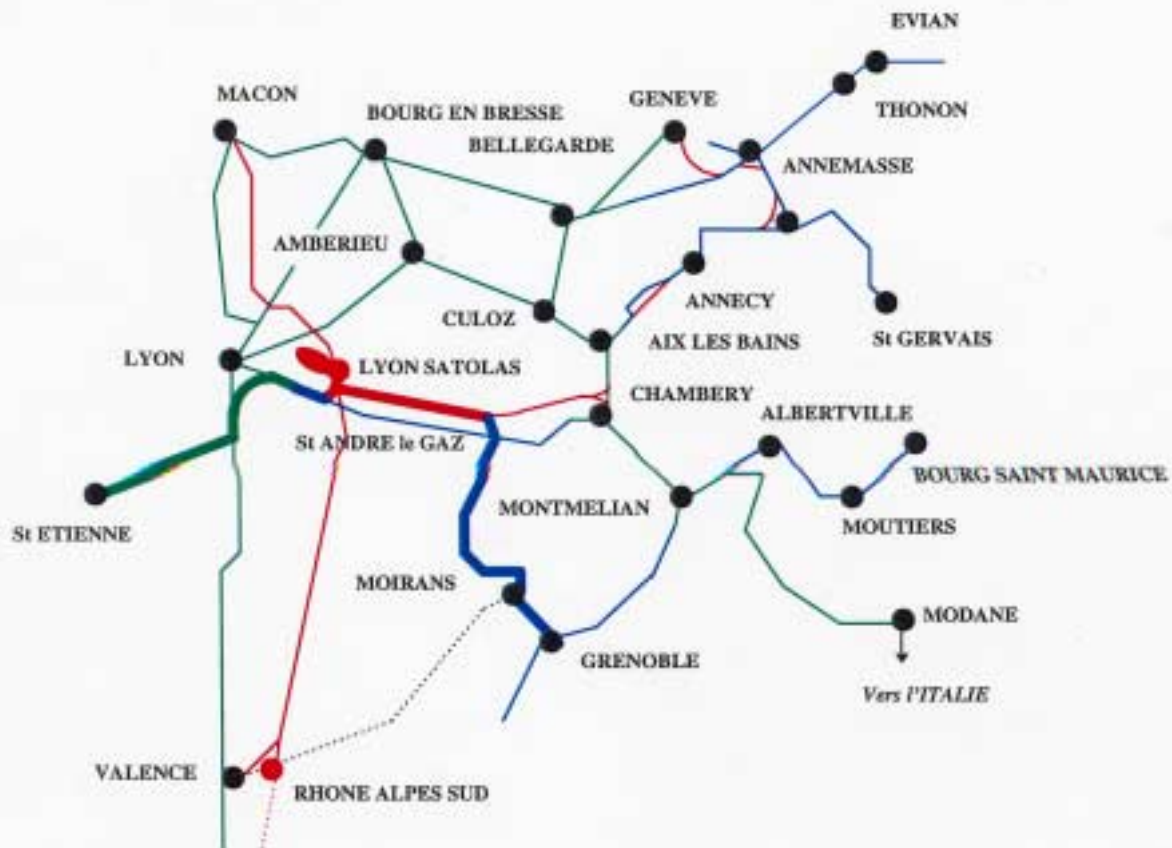 EVIAN
MACON
GENEVE
THONON
BOURG EN BRESSE
BELLEGARDE
ANNEMASSE
AMBERIEU
ANNECY
CULOZ
St GERVAIS
AIX LES BAINS
LYON
LYON SATOLAS
CHAMBERY
ALBERTVILLE
St ANDRE le GAZ
BOURG SAINT MAURICE
MONTMELIAN
MOUTIERS
St ETIENNE
MOIRANS
MODANE
GRENOBLE
Vers l'ITALIE
VALENCE
RHONE ALPES SUD